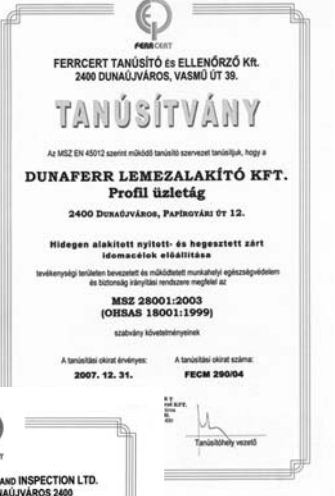 FERRCERT
FERRCERT TANÚSÍTÓ és ELLENŐRZŐ Kft.
2400 DUNAÚJVÁROS, VASMŰ ÚT 39.
TANÚSÍTVÁNY
Az MSZ EN 45012 szerint működő tanúsító szervezet tanúsítjuk, hogy a
DUNAFERR LEMEZALAKÍTÓ KFT.
Profil üzletág
2400 Dunaújváros, Papírgyári út 12.
Hidegen alakított nyitott- és hegesztett zárt
idomacélok előállítása
tevékenységi területen bevezetett és működtetett munkahelyi egészségvédelem
és biztonság irányítási rendszere megfelel az
MSZ 28001:2003
(OHSAS 18001:1999)
szabvány követelményeinek
A tanúsítási okirat érvényes:
A tanúsítási okirat száma:
2007. 12. 31.
FECM 290/04
Tanúsítóhely vezető
AND INSPECTION LTD.
NAÚJVÁROS 2400